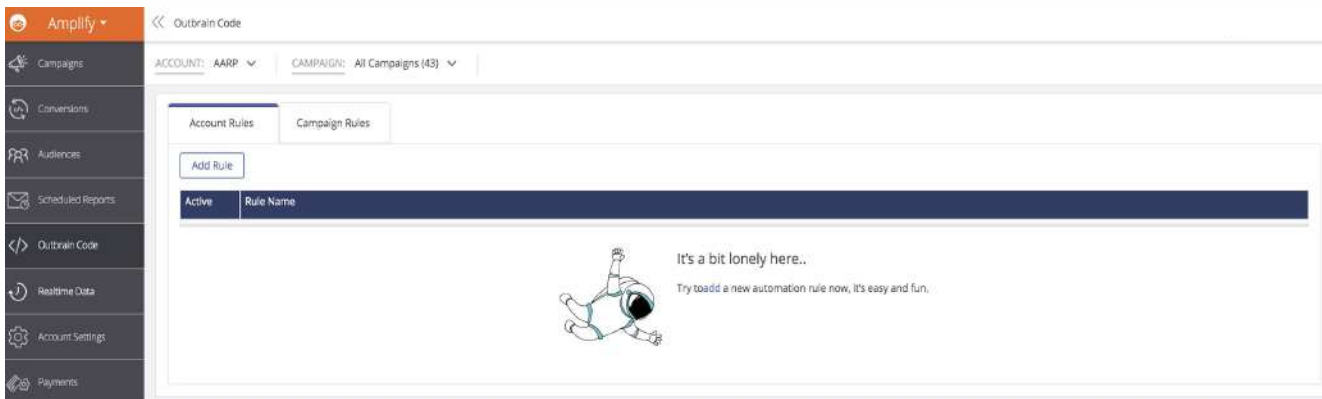 Amplify
Outbrain Code
Campaigns
ACCOUNT: AARP
CAMPAIGN: All Campaigns (43)
Conversions
Account Rules
Campaign Rules
Audiences
Add Rule
Scheduled Reports
Active
Rule Name
Outbrain Code
It's a bit lonely here..
Try toadd a new automation rule now, it's easy and fun.
Realtime Data
Account Settings
Payments